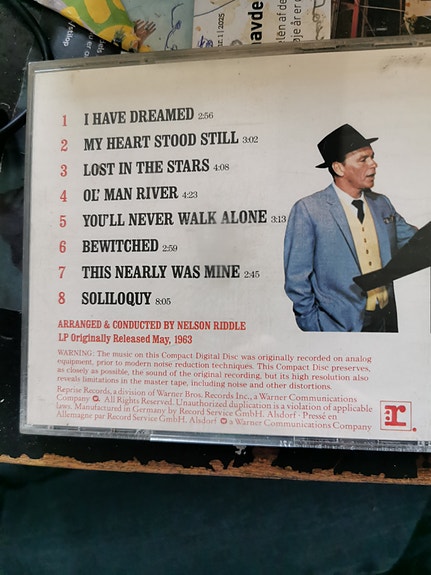 nr. 1 | 2025
havde
1 I HAVE DREAMED 2:56
2 MY HEART STOOD STILL 3:02
3 LOST IN THE STARS 4:08
4 OL' MAN RIVER 4:23
5 YOU'LL NEVER WALK ALONE 3:13
6 BEWITCHED 2:59
7 THIS NEARLY WAS MINE 2:45
8 SOLILOQUY 8:05
ARRANGED & CONDUCTED BY NELSON RIDDLE
LP Originally Released May, 1963
WARNING: The music on this Compact Digital Disc was originally recorded on analog
equipment, prior to modern noise reduction techniques. This Compact Disc preserves,
as closely as possible, the sound of the original recording, but its high resolution also
reveals limitations in the master tape, including noise and other distortions.
Reprise Records, a division of Warner Bros. Records Inc., a Warner Communications
Company All Rights Reserved. Unauthorized duplication is a violation of applicable
Laws. Manufactured in Germany by Record Service GmbH. Alsdorf · Pressé en
Allemagne par Record Service GmbH. Alsdorf a Warner Communications Company
r